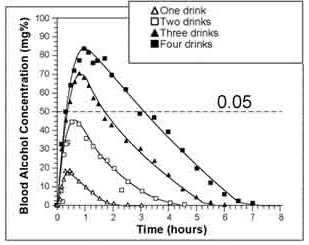 One drink
Two drinks
Three drinks
Four drinks
Blood Alcohol Concentration (mg%)
100
90
80
70
60
50
40
30
20
10
0
0.05
0 1 2 3 4 5 6 7 8
Time (hours)